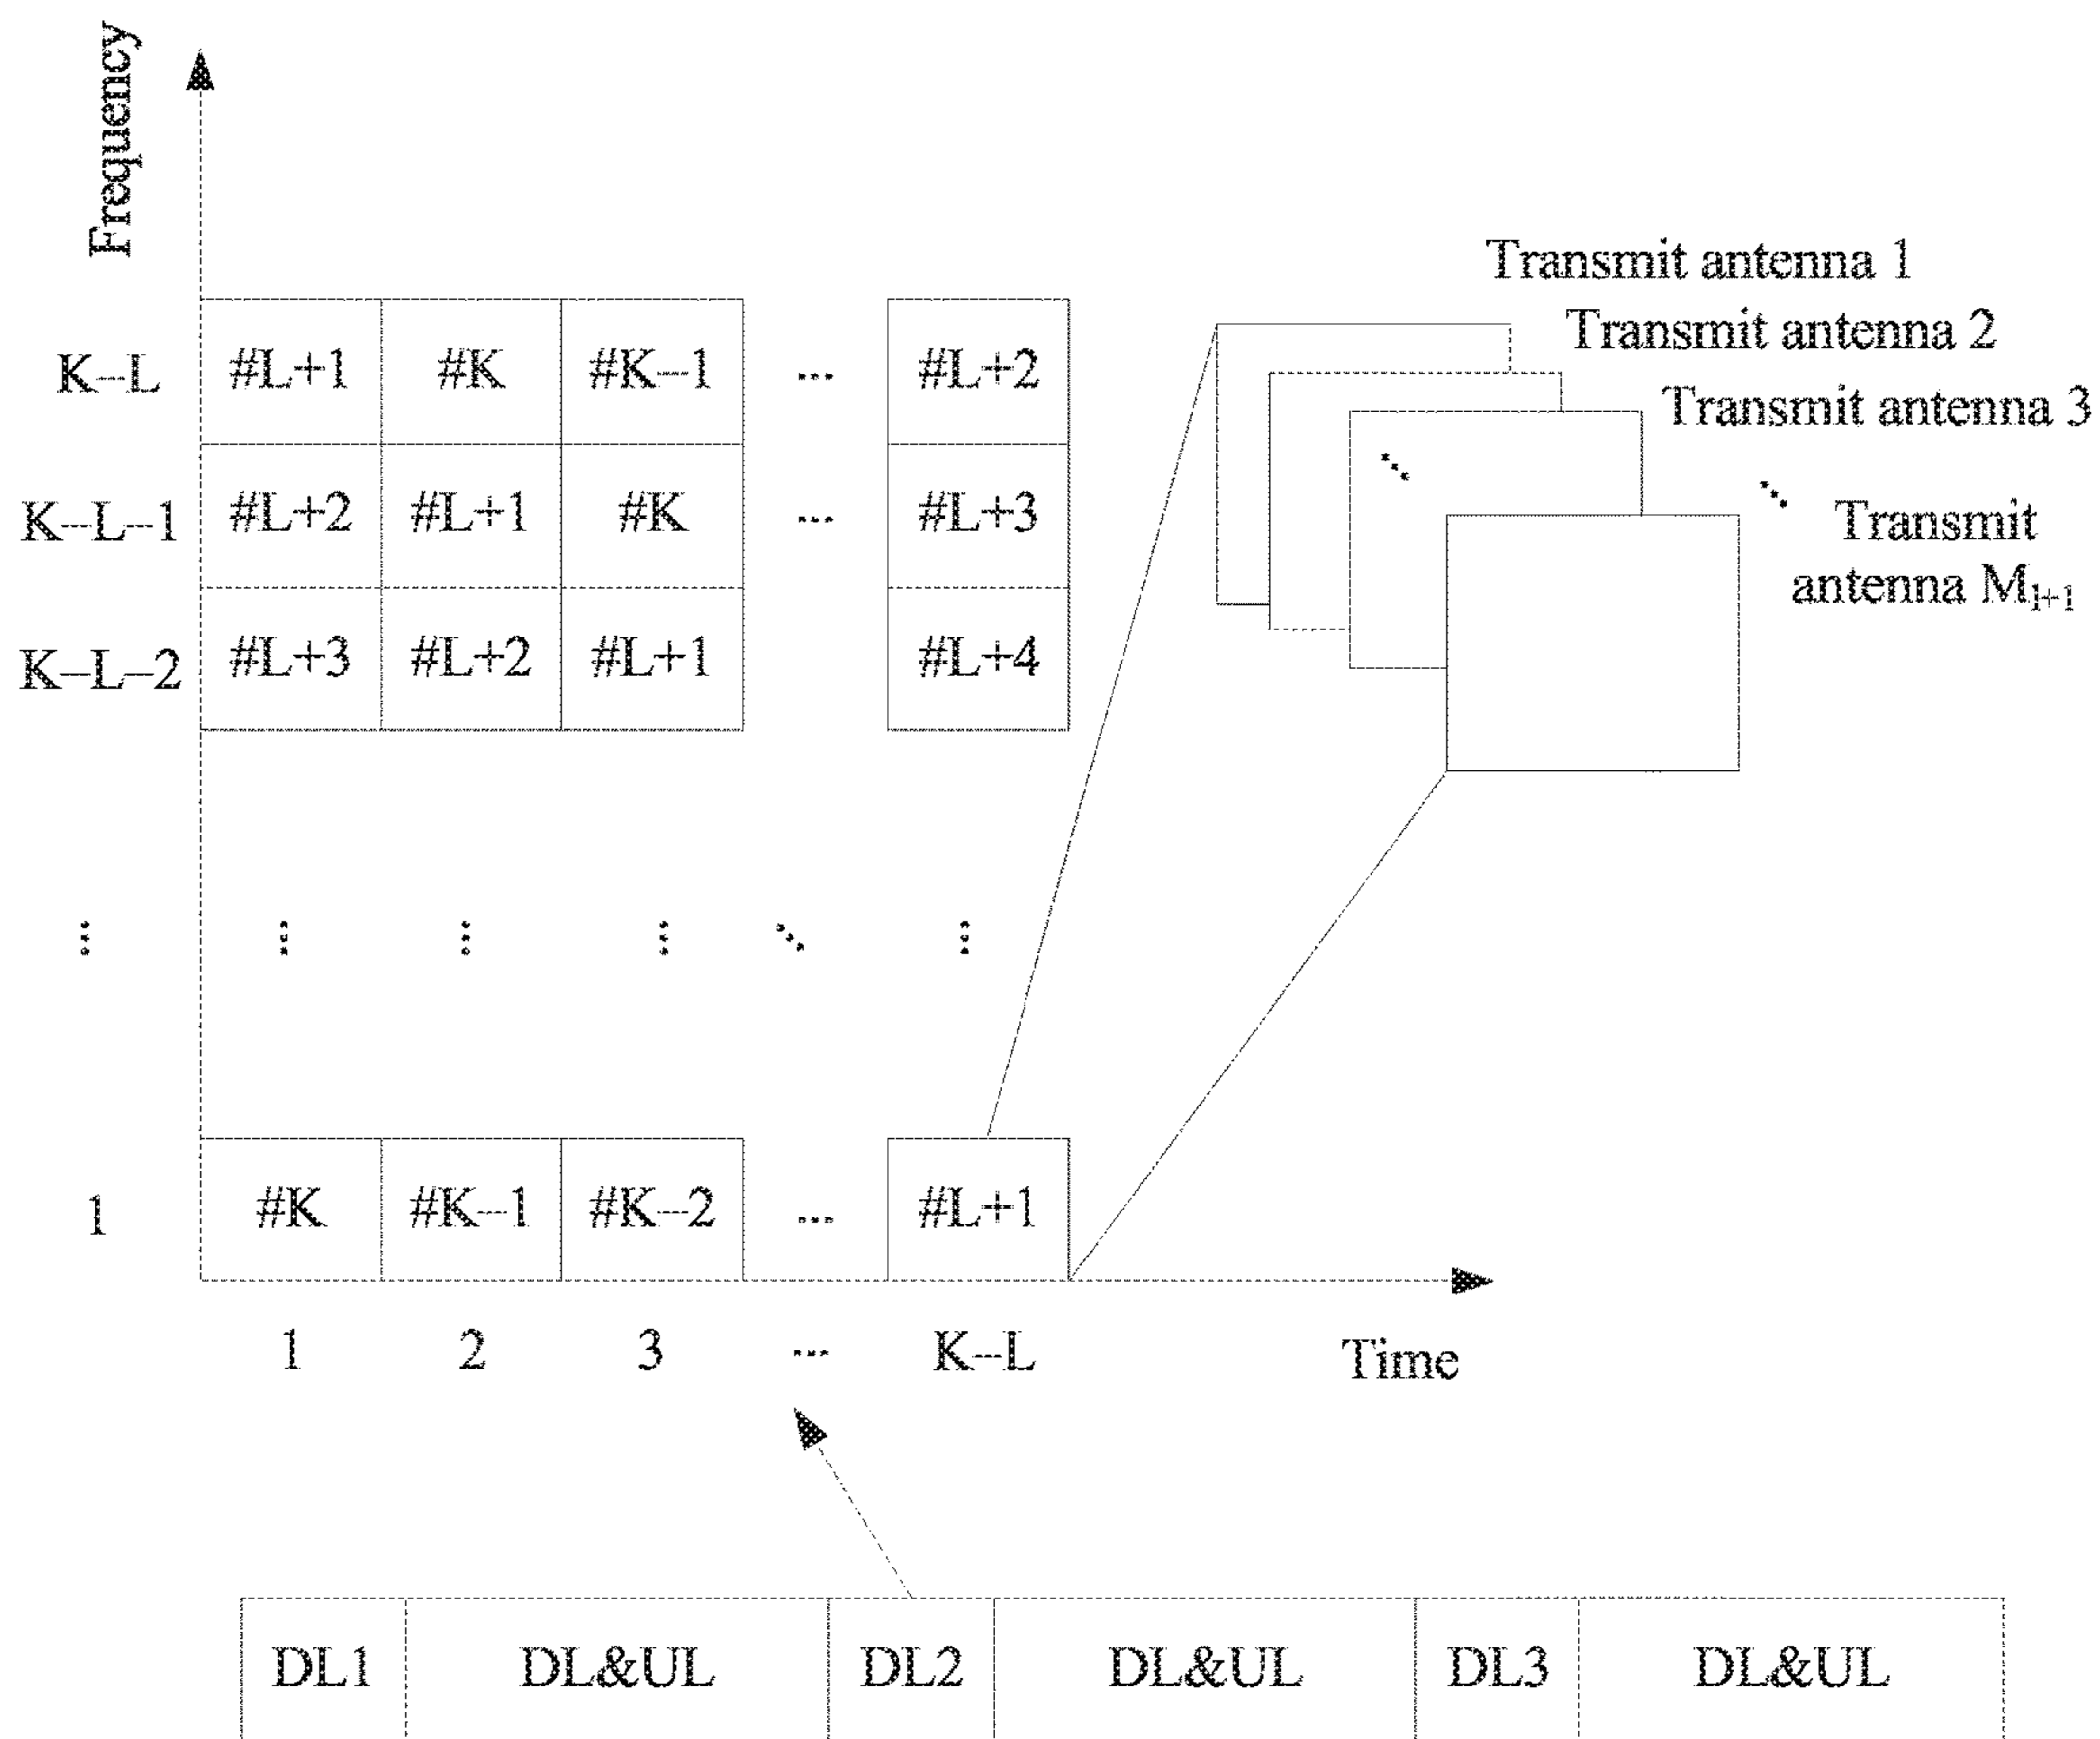 Frequency
Transmit antenna 1
Transmit antenna 2
Transmit antenna 3
Transmit
antenna M_{l+1}
K-L #L+1 #K #K-1 ... #L+2
K-L-1 #L+2 #L+1 #K ... #L+3
K-L-2 #L+3 #L+2 #L+1 #L+4
1 #K #K-1 #K-2 ... #L+1
1 2 3 ... K-L Time
DL1 DL&UL DL2 DL&UL DL3 DL&UL